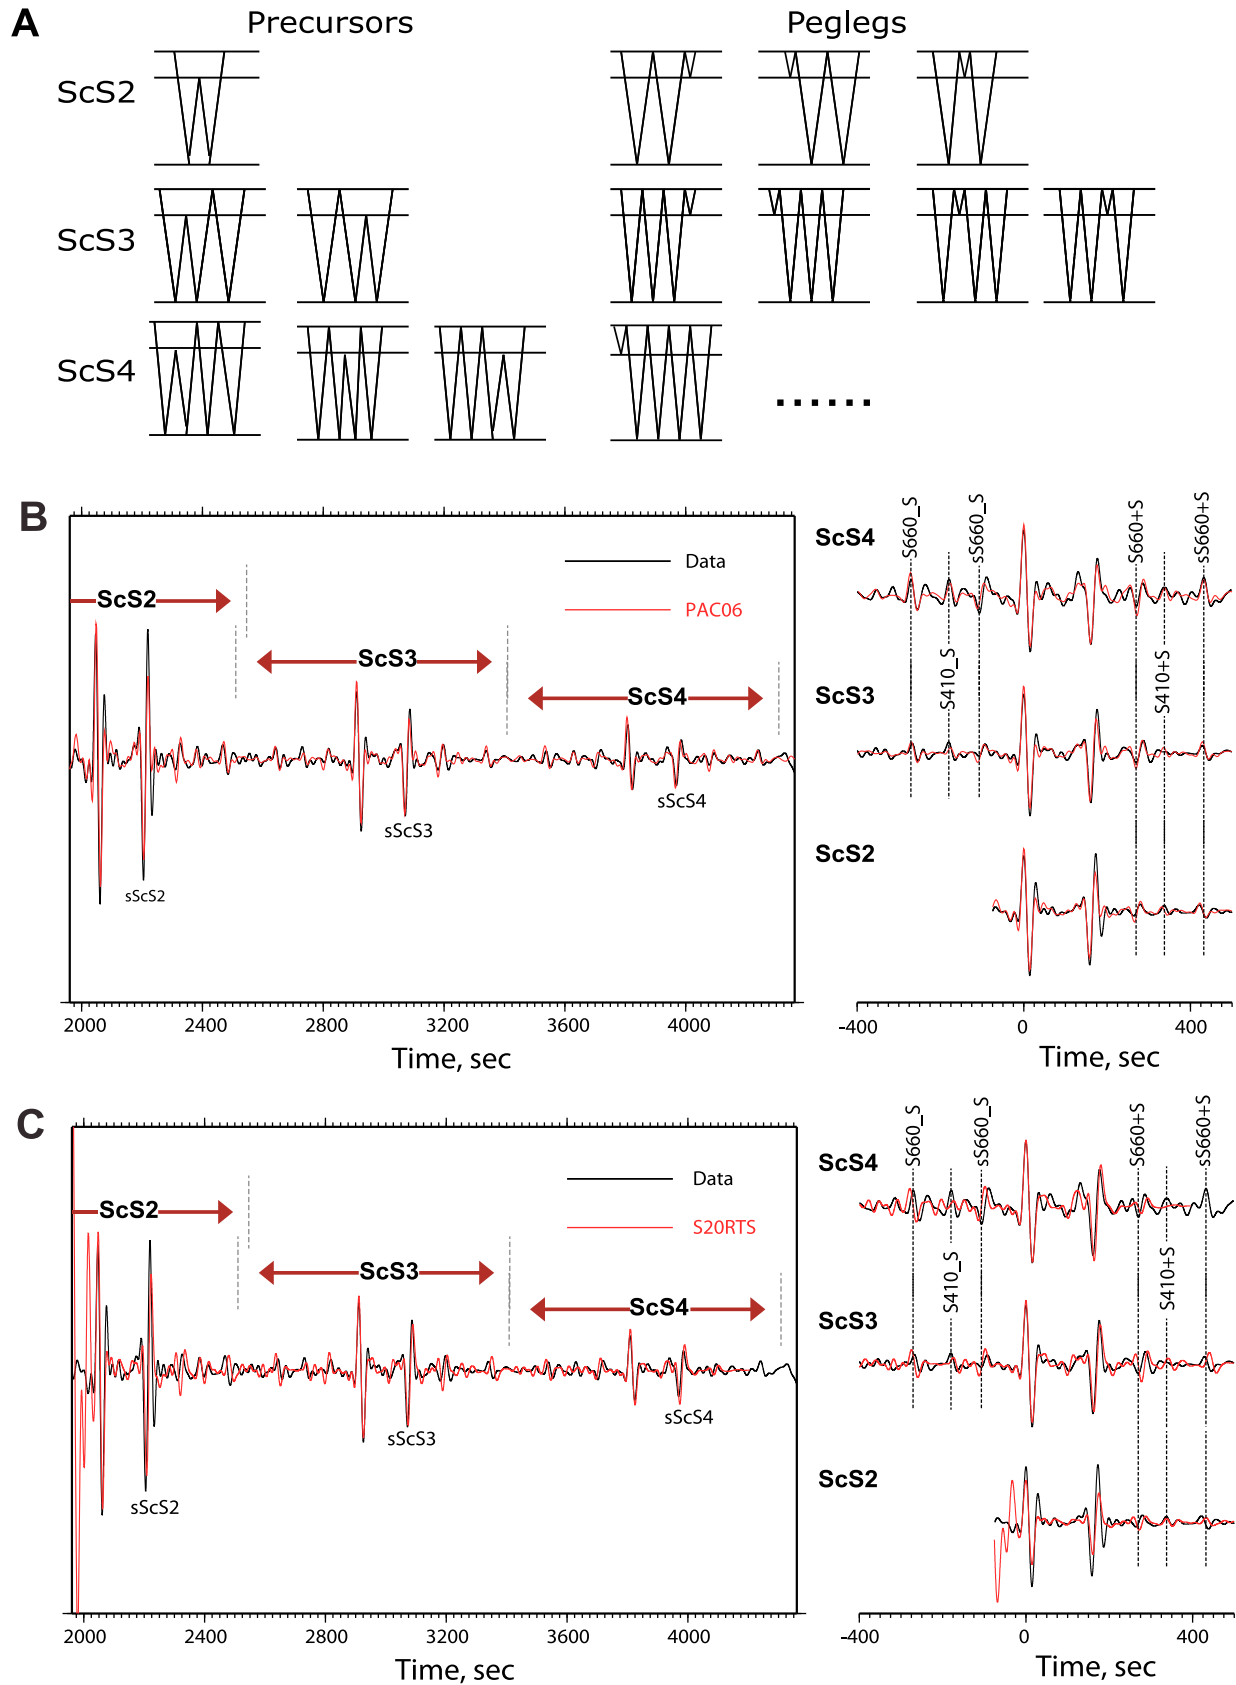 A
Precursors
Peglegs
ScS2
ScS3
ScS4
......
B
ScS2
ScS3
ScS4
Data
PAC06
sScS2
sScS3
sScS4
2000 2400 2800 3200 3600 4000
Time, sec
ScS4
S660_S
sS660_S
S660+S
sS660+S
ScS3
S410_S
S410+S
ScS2
-400 0 400
Time, sec
C
ScS2
ScS3
ScS4
Data
S20RTS
sScS2
sScS3
sScS4
2000 2400 2800 3200 3600 4000
Time, sec
ScS4
S660_S
sS660_S
S660+S
sS660+S
ScS3
S410_S
S410+S
ScS2
-400 0 400
Time, sec